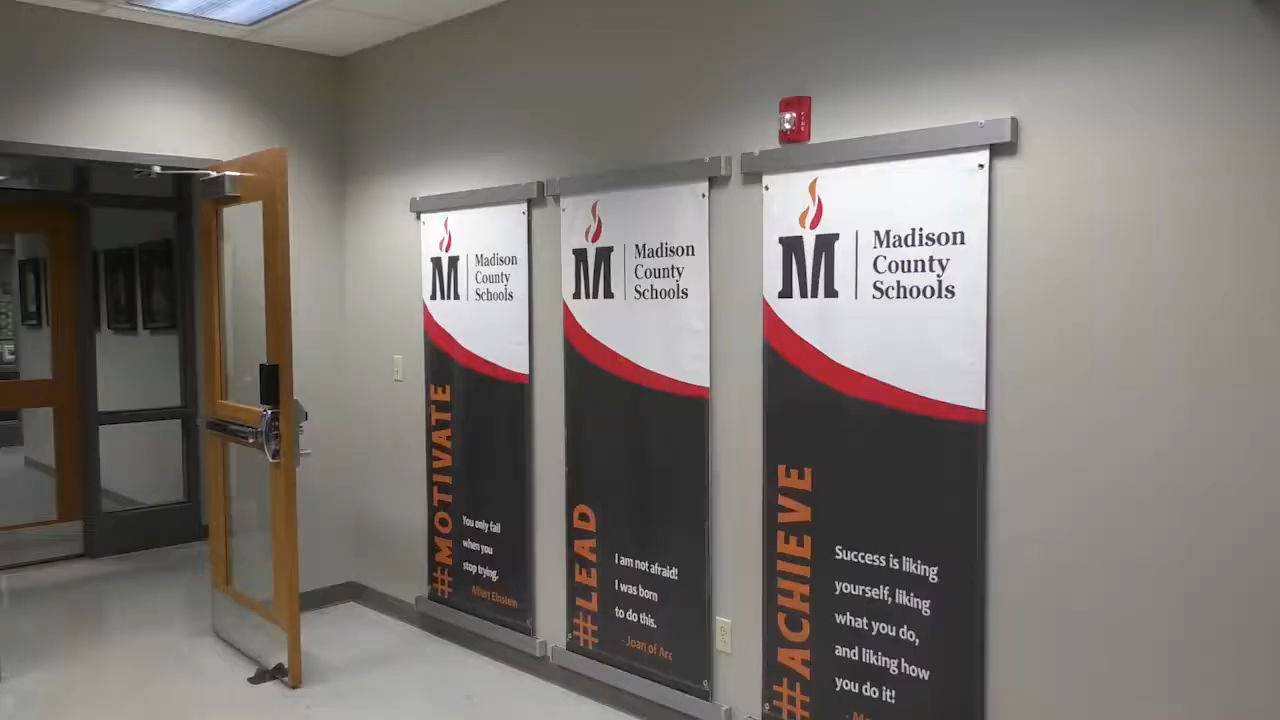 M
Madison
County
Schools
#MOTIVATE
You only fail
when you
stop trying.
Albert Einstein
M
Madison
County
Schools
#LEAD
I am not afraid!
I was born
to do this.
- Joan of Arc
FIRE
M
Madison
County
Schools
#ACHIEVE
Success is liking
yourself, liking
what you do,
and liking how
you do it!